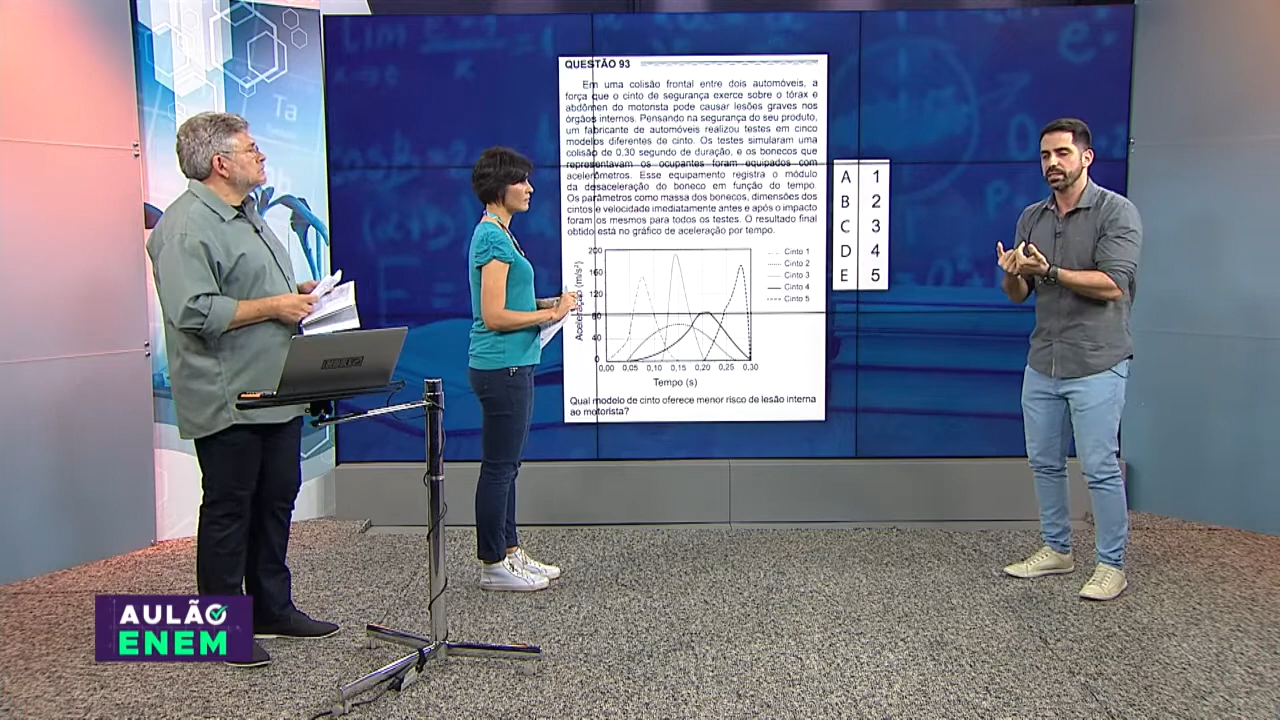 QUESTÃO 93
Em uma colisão frontal entre dois automóveis, a
força que o cinto de segurança exerce sobre o tórax e
abdômen do motorista pode causar lesões graves nos
órgãos internos. Pensando na segurança do seu produto,
um fabricante de automóveis realizou testes em cinco
modelos diferentes de cinto. Os testes simularam uma
colisão de 0,30 segundo de duração, e os bonecos que
representavam os ocupantes foram equipados com
acelerômetros. Esse equipamento registra o módulo
da desaceleração do boneco em função do tempo.
Os parâmetros como massa dos bonecos, dimensões dos
cintos e velocidade imediatamente antes e após o impacto
foram os mesmos para todos os testes. O resultado final
obtido está no gráfico de aceleração por tempo.
Aceleração (m/s²)
200
160
120
80
40
0
0,00 0,05 0,10 0,15 0,20 0,25 0,30
Tempo (s)
Cinto 1
Cinto 2
Cinto 3
Cinto 4
Cinto 5
Qual modelo de cinto oferece menor risco de lesão interna
ao motorista?
A 1
B 2
C 3
D 4
E 5
Ta
AULÃO
ENEM